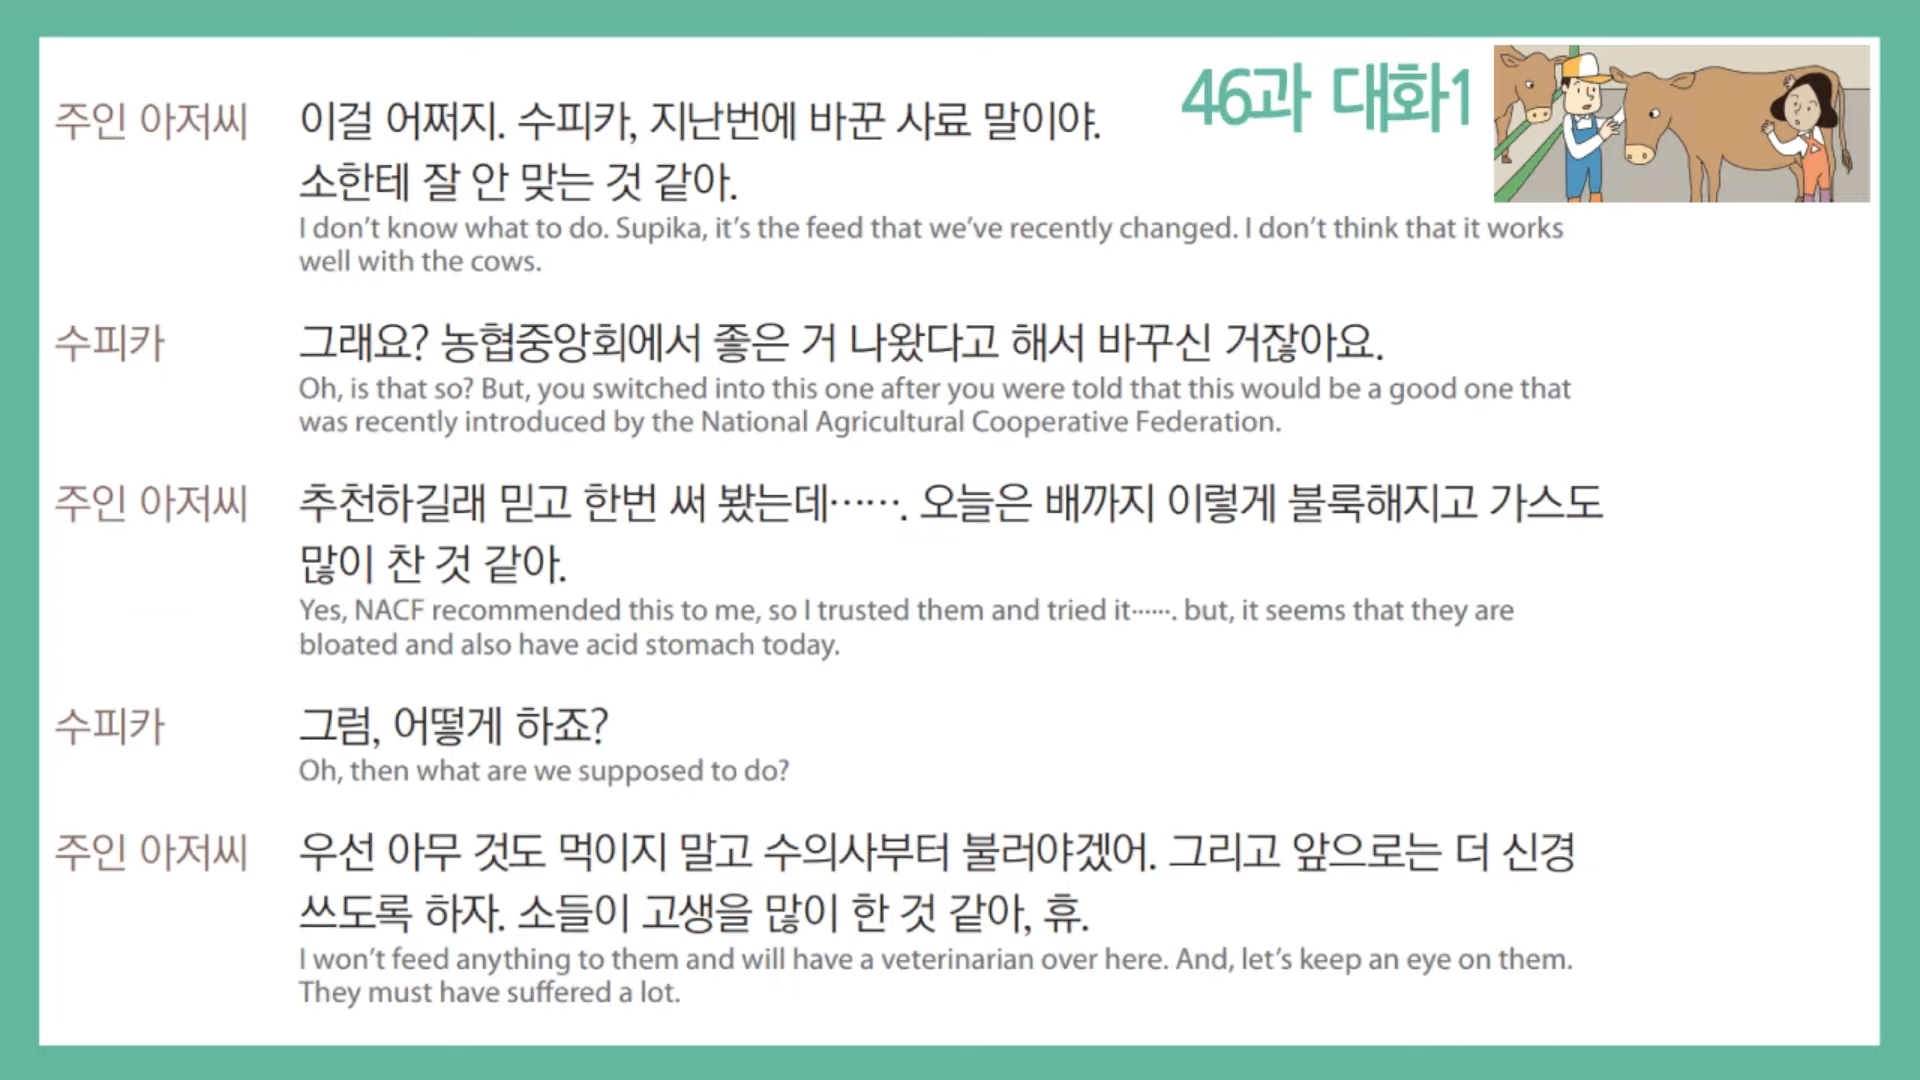 46과 대화1
주인 아저씨 이걸 어쩌지. 수피카, 지난번에 바꾼 사료 말이야.
소한테 잘 안 맞는 것 같아.
I don't know what to do. Supika, it's the feed that we've recently changed. I don't think that it works
well with the cows.
수피카 그래요? 농협중앙회에서 좋은 거 나왔다고 해서 바꾸신 거잖아요.
Oh, is that so? But, you switched into this one after you were told that this would be a good one that
was recently introduced by the National Agricultural Cooperative Federation.
주인 아저씨 추천하길래 믿고 한번 써 봤는데……. 오늘은 배까지 이렇게 불룩해지고 가스도
많이 찬 것 같아.
Yes, NACF recommended this to me, so I trusted them and tried it……. but, it seems that they are
bloated and also have acid stomach today.
수피카 그럼, 어떻게 하죠?
Oh, then what are we supposed to do?
주인 아저씨 우선 아무 것도 먹이지 말고 수의사부터 불러야겠어. 그리고 앞으로는 더 신경
쓰도록 하자. 소들이 고생을 많이 한 것 같아, 휴.
I won't feed anything to them and will have a veterinarian over here. And, let's keep an eye on them.
They must have suffered a lot.